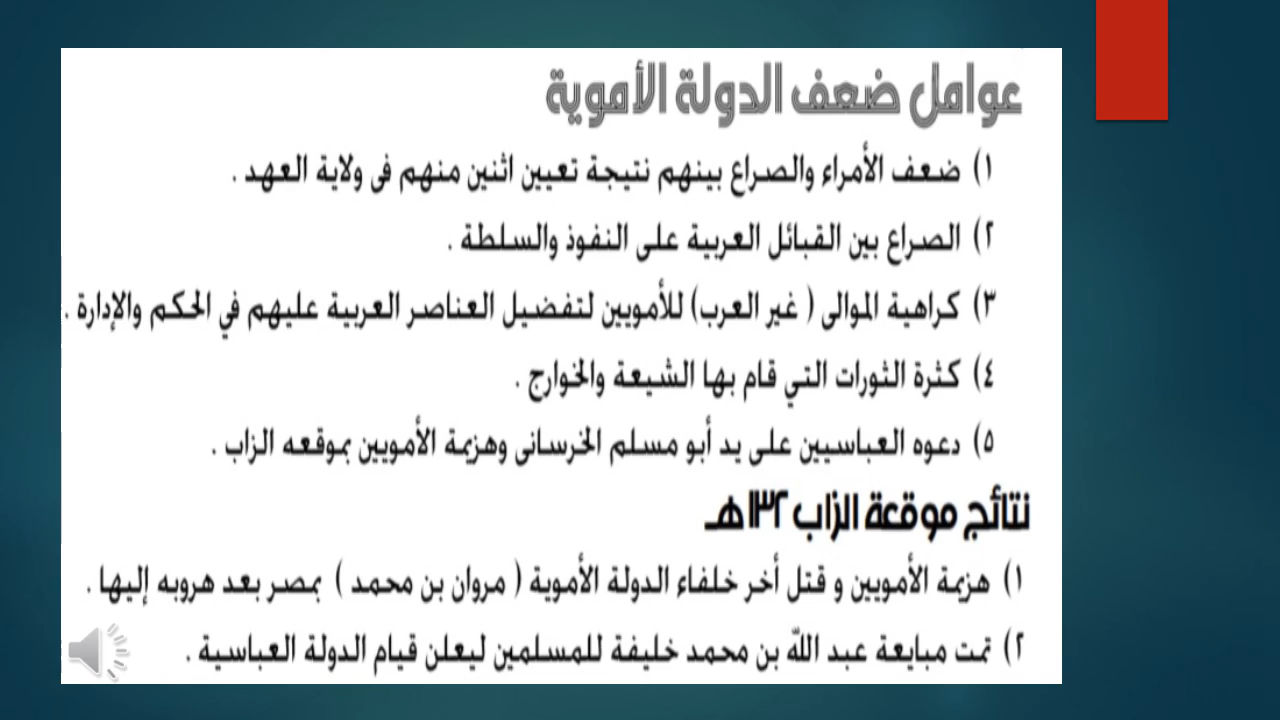 عوامل ضعف الدولة الأموية
١) ضعف الأمراء والصراع بينهم نتيجة تعيين اثنين منهم فى ولاية العهد .
٢) الصراع بين القبائل العربية على النفوذ والسلطة .
٣) كراهية الموالى ( غير العرب) للأمويين لتفضيل العناصر العربية عليهم في الحكم والإدارة .
٤) كثرة الثورات التي قام بها الشيعة والخوارج .
٥) دعوه العباسيين على يد أبو مسلم الخرسانى وهزيمة الأمويين بموقعه الزاب .
نتائج موقعة الزاب ١٣٢هـ
١) هزيمة الأمويين و قتل أخر خلفاء الدولة الأموية ( مروان بن محمد ) بمصر بعد هروبه إليها .
٢) تمت مبايعة عبد الله بن محمد خليفة للمسلمين ليعلن قيام الدولة العباسية .